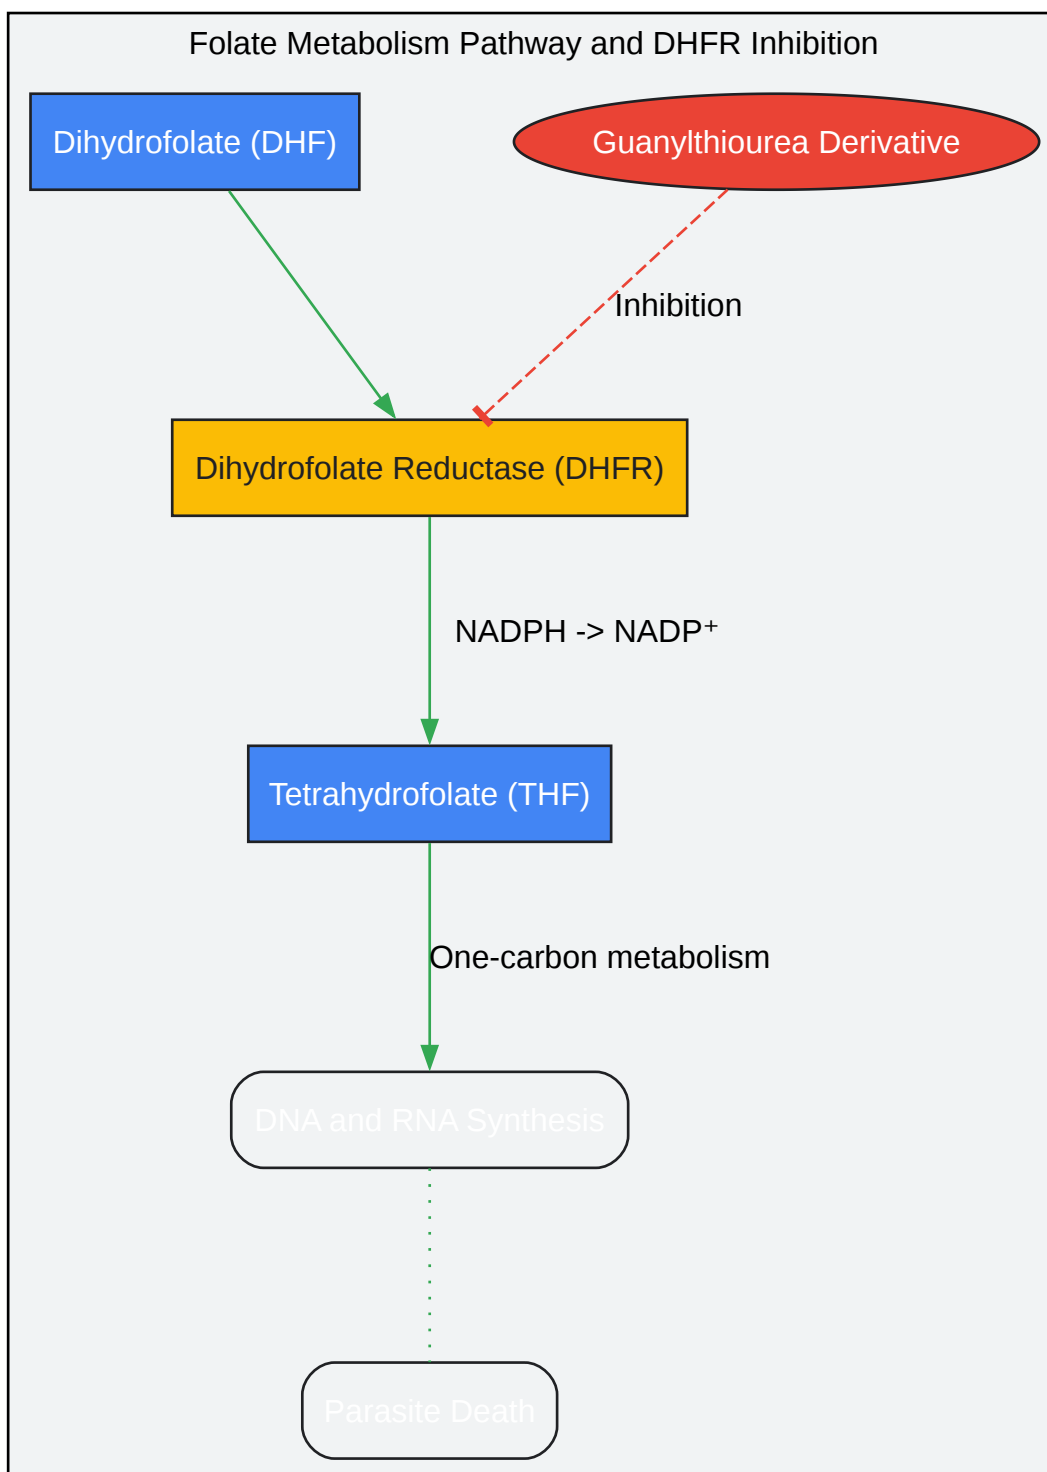 Folate Metabolism Pathway and DHFR Inhibition
Dihydrofolate (DHF)
Guanylthiourea Derivative
Inhibition
Dihydrofolate Reductase (DHFR)
NADPH -> NADP⁺
Tetrahydrofolate (THF)
One-carbon metabolism
DNA and RNA Synthesis
Parasite Death